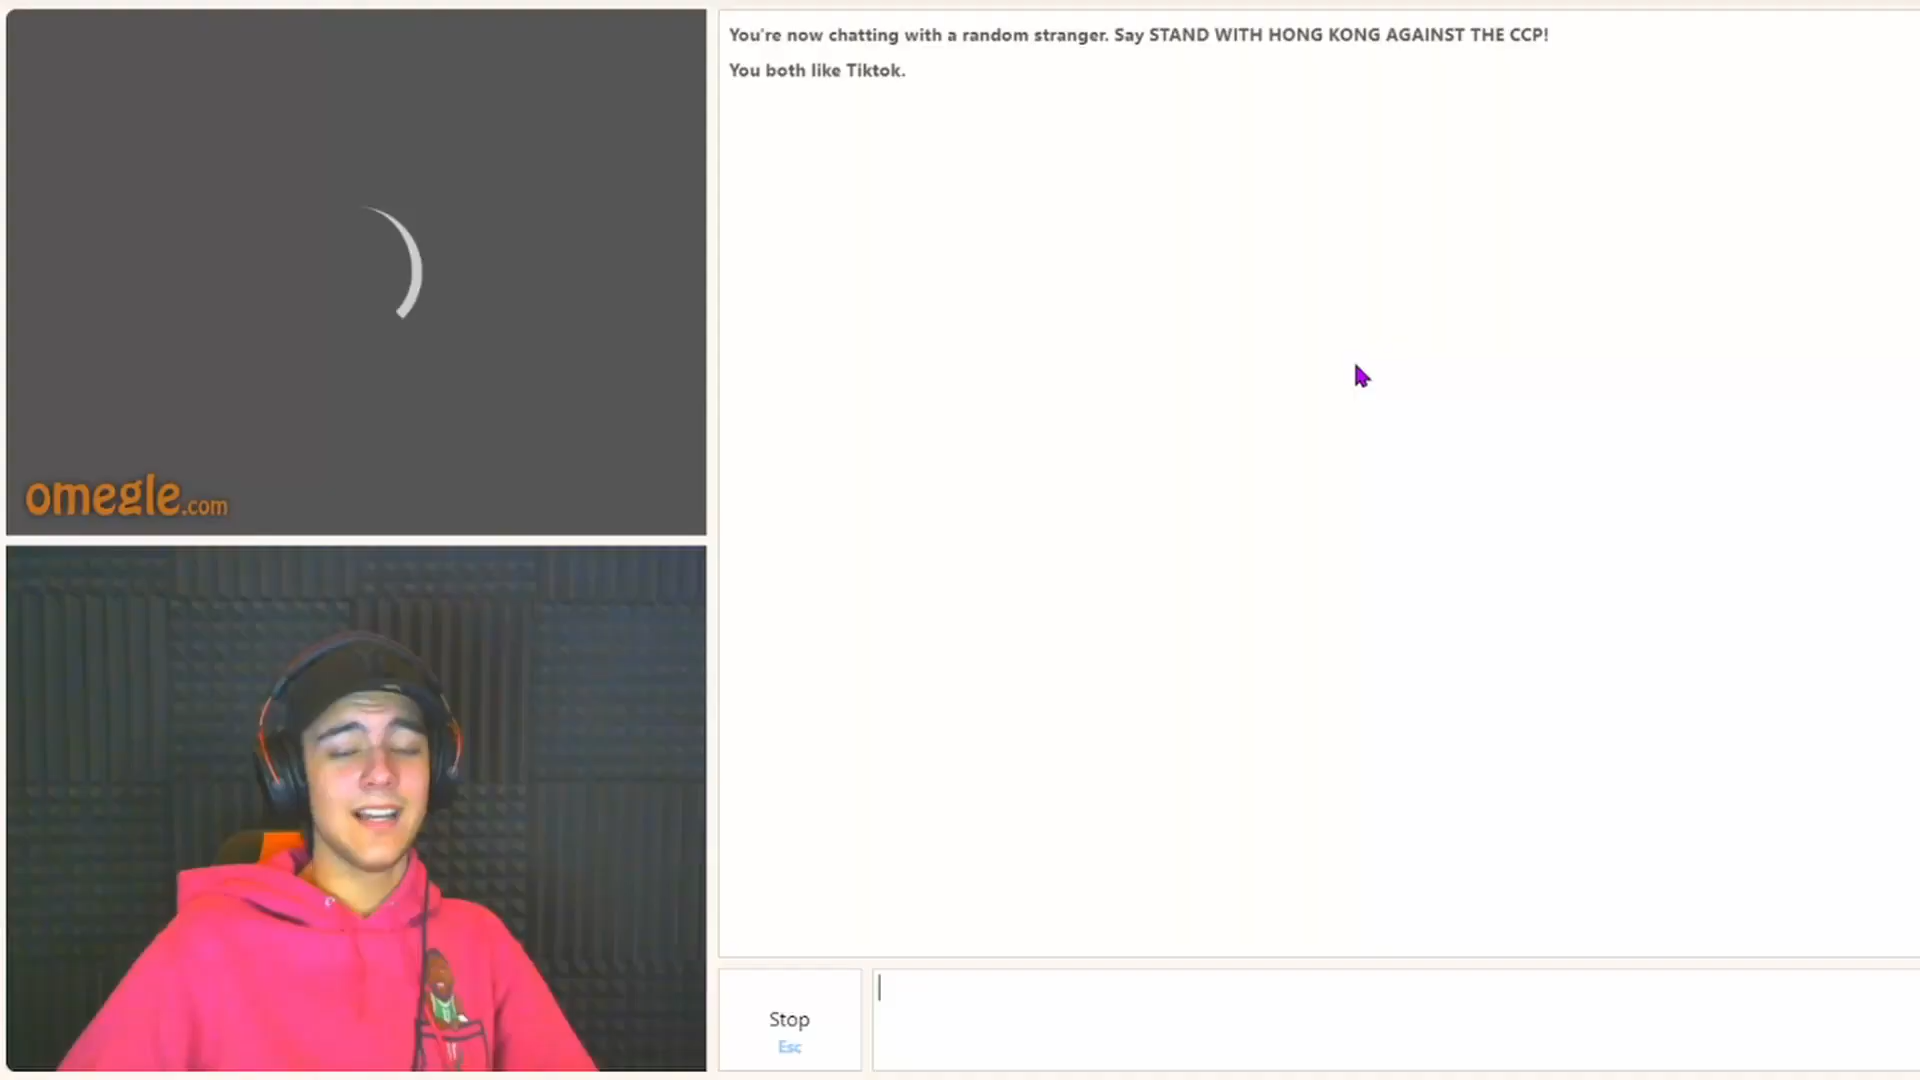 You're now chatting with a random stranger. Say STAND WITH HONG KONG AGAINST THE CCP!
You both like Tiktok.
omegle.com
Stop
Esc